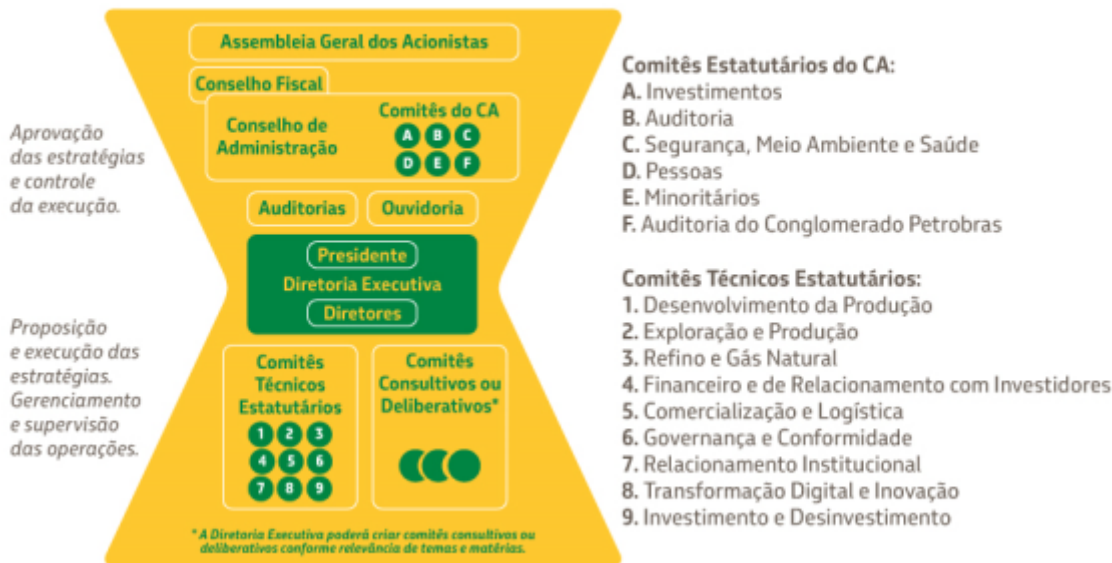 Assembleia Geral dos Acionistas
Conselho Fiscal
Conselho de
Administração
Comitês do CA
A B C
D E F
Auditorias
Ouvidoria
Presidente
Diretoria Executiva
Diretores
Comitês
Técnicos
Estatutários
1 2 3
4 5 6
7 8 9
Comitês
Consultivos ou
Deliberativos*
* A Diretoria Executiva poderá criar comitês consultivos ou
deliberativos conforme relevância de temas e matérias.
Aprovação
das estratégias
e controle
da execução.
Proposição
e execução das
estratégias.
Gerenciamento
e supervisão
das operações.
Comitês Estatutários do CA:
A. Investimentos
B. Auditoria
C. Segurança, Meio Ambiente e Saúde
D. Pessoas
E. Minoritários
F. Auditoria do Conglomerado Petrobras
Comitês Técnicos Estatutários:
1. Desenvolvimento da Produção
2. Exploração e Produção
3. Refino e Gás Natural
4. Financeiro e de Relacionamento com Investidores
5. Comercialização e Logística
6. Governança e Conformidade
7. Relacionamento Institucional
8. Transformação Digital e Inovação
9. Investimento e Desinvestimento